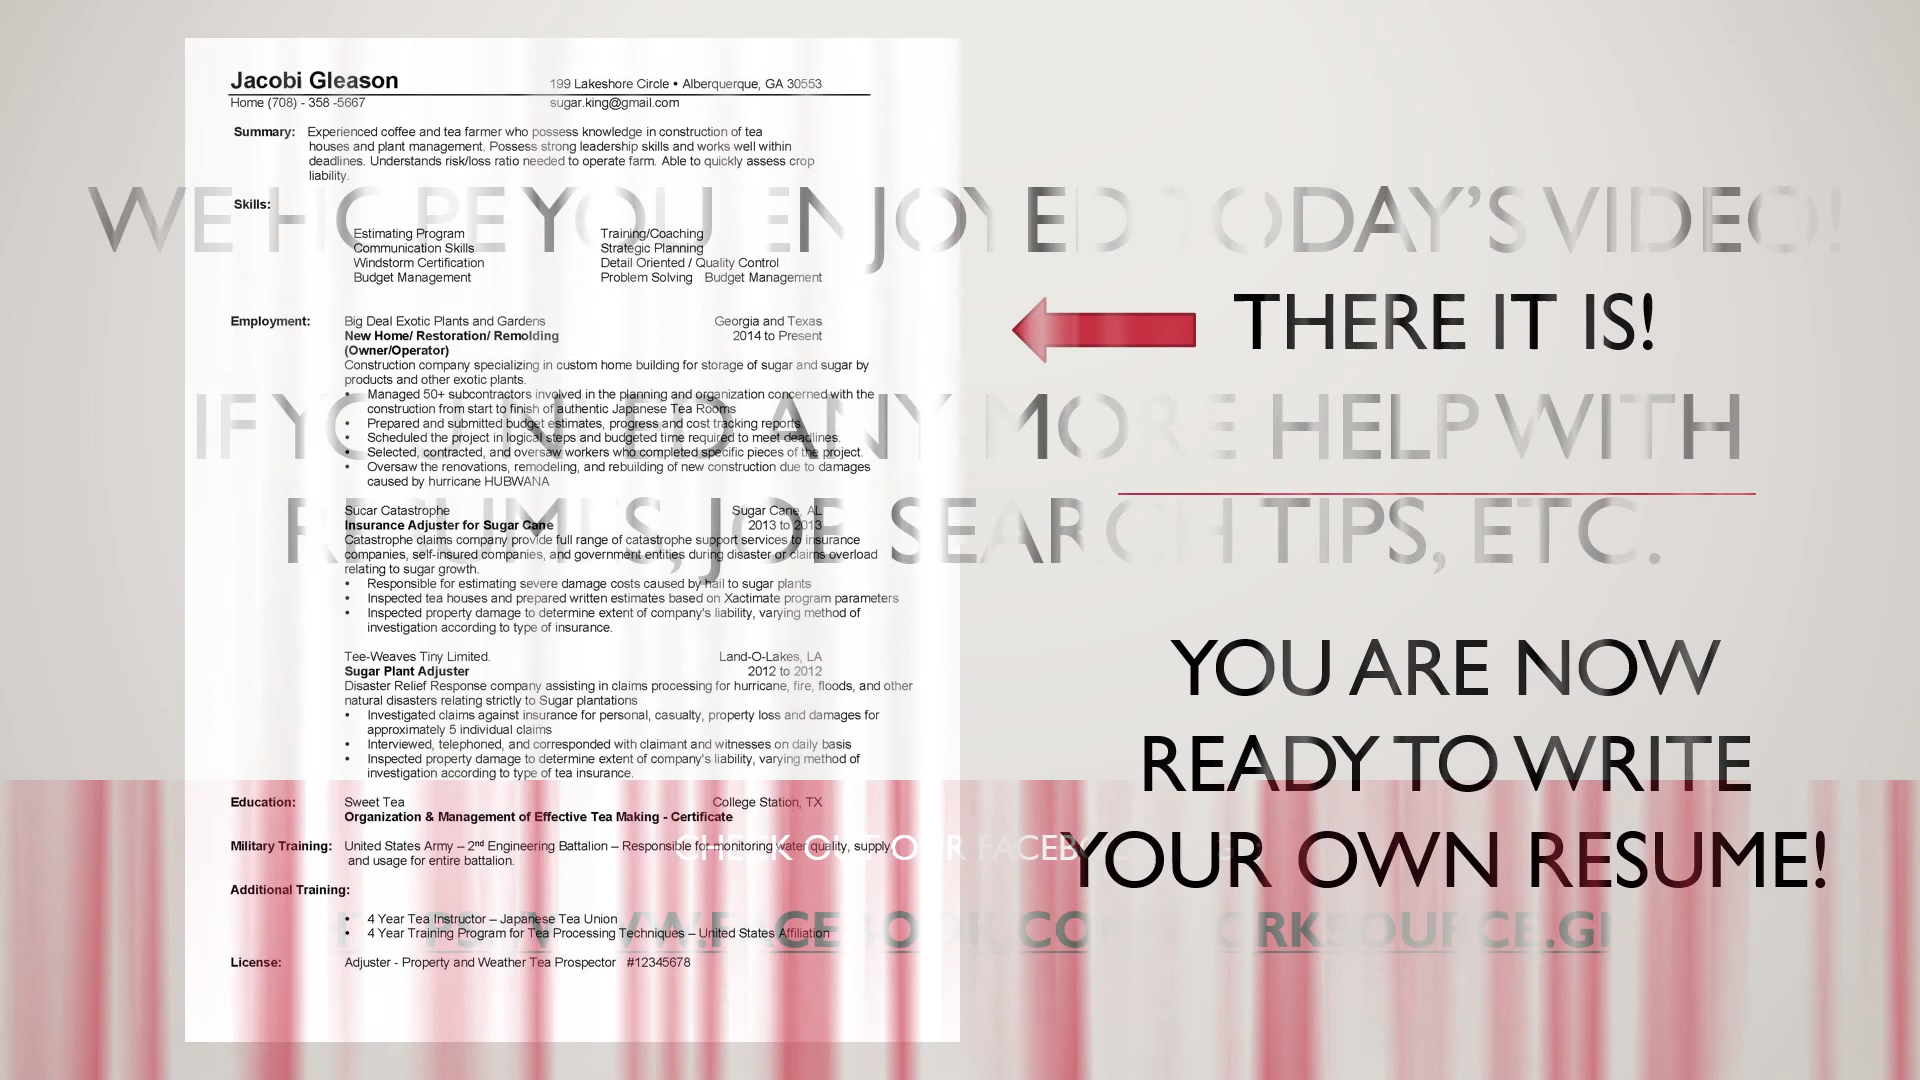 Jacobi Gleason 199 Lakeshore Circle • Alberquerque, GA 30553
Home (708) - 358 -5667 sugar.king@gmail.com
Summary: Experienced coffee and tea farmer who possess knowledge in construction of tea
houses and plant management. Possess strong leadership skills and works well within
deadlines. Understands risk/loss ratio needed to operate farm. Able to quickly assess crop
liability.
Skills:
Estimating Program Training/Coaching
Communication Skills Strategic Planning
Windstorm Certification Detail Oriented / Quality Control
Budget Management Problem Solving Budget Management
Employment: Big Deal Exotic Plants and Gardens Georgia and Texas
New Home/ Restoration/ Remolding 2014 to Present
(Owner/Operator)
Construction company specializing in custom home building for storage of sugar and sugar by
products and other exotic plants.
• Managed 50+ subcontractors involved in the planning and organization concerned with the
construction from start to finish of authentic Japanese Tea Rooms
• Prepared and submitted budget estimates, progress and cost tracking reports.
• Scheduled the project in logical steps and budgeted time required to meet deadlines.
• Selected, contracted, and oversaw workers who completed specific pieces of the project.
• Oversaw the renovations, remodeling, and rebuilding of new construction due to damages
caused by hurricane HUBWANA
Sucar Catastrophe Sugar Cane, AL
Insurance Adjuster for Sugar Cane 2013 to 2013
Catastrophe claims company provide full range of catastrophe support services to insurance
companies, self-insured companies, and government entities during disaster or claims overload
relating to sugar growth.
• Responsible for estimating severe damage costs caused by hail to sugar plants
• Inspected tea houses and prepared written estimates based on Xactimate program parameters
• Inspected property damage to determine extent of company's liability, varying method of
investigation according to type of insurance.
Tee-Weaves Tiny Limited. Land-O-Lakes, LA
Sugar Plant Adjuster 2012 to 2012
Disaster Relief Response company assisting in claims processing for hurricane, fire, floods, and other
natural disasters relating strictly to Sugar plantations
• Investigated claims against insurance for personal, casualty, property loss and damages for
approximately 5 individual claims
• Interviewed, telephoned, and corresponded with claimant and witnesses on daily basis
• Inspected property damage to determine extent of company's liability, varying method of
investigation according to type of tea insurance.
Education: Sweet Tea College Station, TX
Organization & Management of Effective Tea Making - Certificate
Military Training: United States Army – 2nd Engineering Battalion – Responsible for monitoring water quality, supply,
and usage for entire battalion.
Additional Training:
• 4 Year Tea Instructor – Japanese Tea Union
• 4 Year Training Program for Tea Processing Techniques – United States Affiliation
License: Adjuster - Property and Weather Tea Prospector #12345678
WE HOPE YOU ENJOYED TODAY'S VIDEO!
THERE IT IS!
IF YOU NEED ANY MORE HELP WITH
RESUMES, JOB SEARCH TIPS, ETC.
YOU ARE NOW
READY TO WRITE
YOUR OWN RESUME!
CHECK OUT OUR